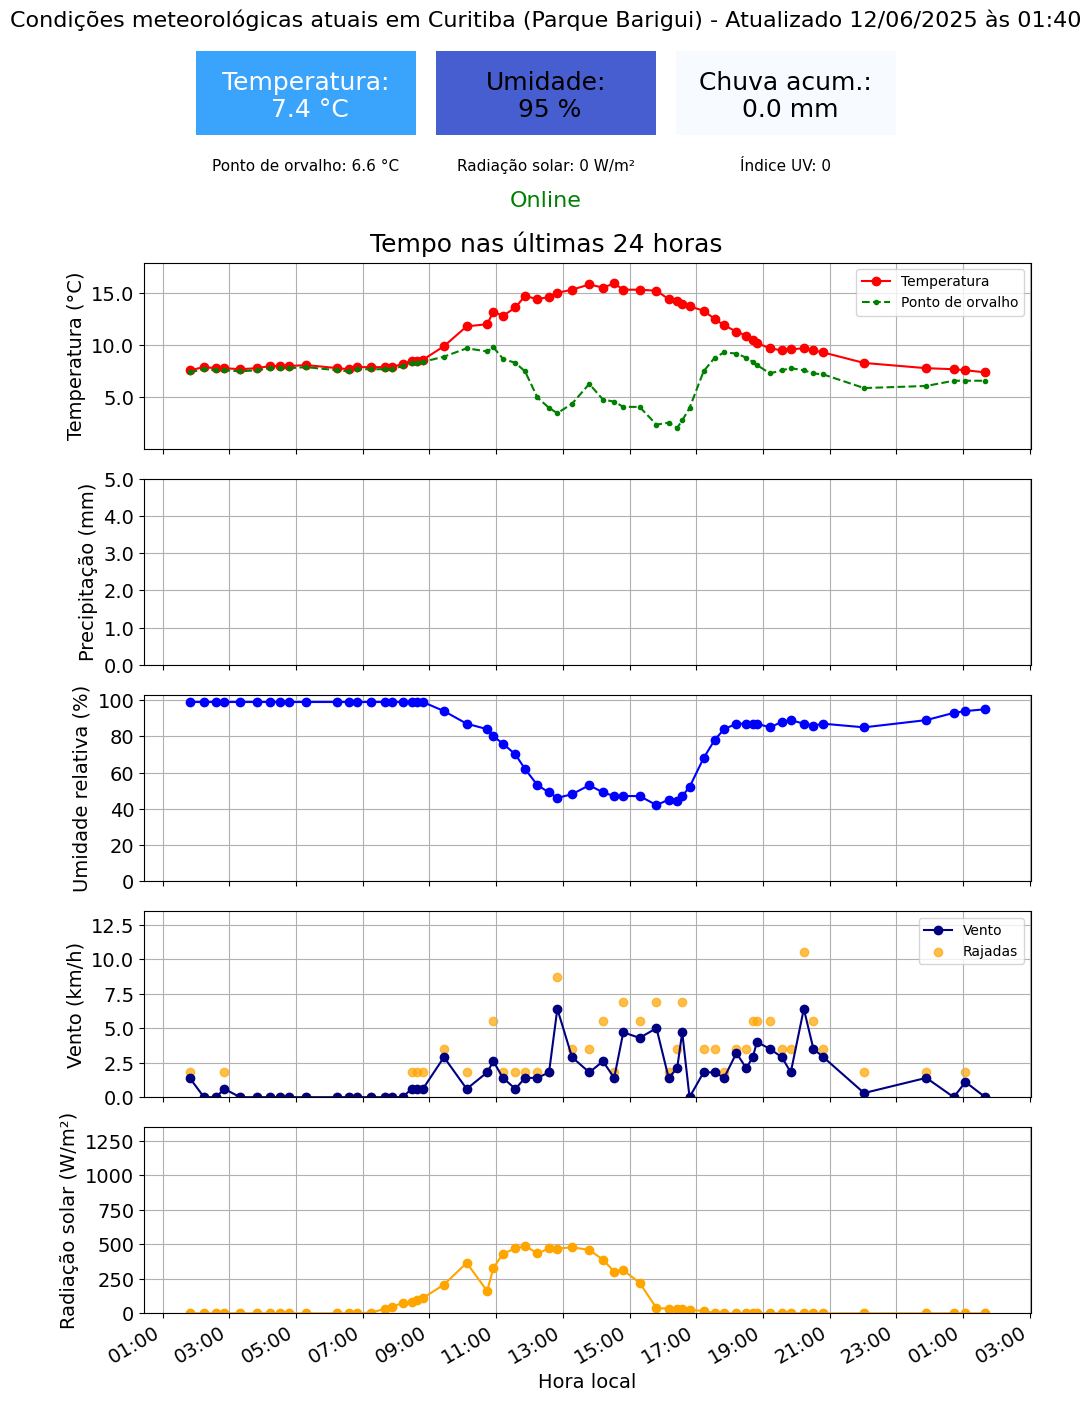 Condições meteorológicas atuais em Curitiba (Parque Barigui) - Atualizado 12/06/2025 às 01:40
Temperatura:
7.4 °C
Umidade:
95 %
Chuva acum.:
0.0 mm
Ponto de orvalho: 6.6 °C
Radiação solar: 0 W/m²
Índice UV: 0
Online
Tempo nas últimas 24 horas
Temperatura (°C)
15.0
10.0
5.0
Temperatura
Ponto de orvalho
Precipitação (mm)
5.0
4.0
3.0
2.0
1.0
0.0
Umidade relativa (%)
100
80
60
40
20
0
Vento (km/h)
12.5
10.0
7.5
5.0
2.5
0.0
Vento
Rajadas
Radiação solar (W/m²)
1250
1000
750
500
250
0
01:00
03:00
05:00
07:00
09:00
11:00
13:00
15:00
17:00
19:00
21:00
23:00
01:00
03:00
Hora local